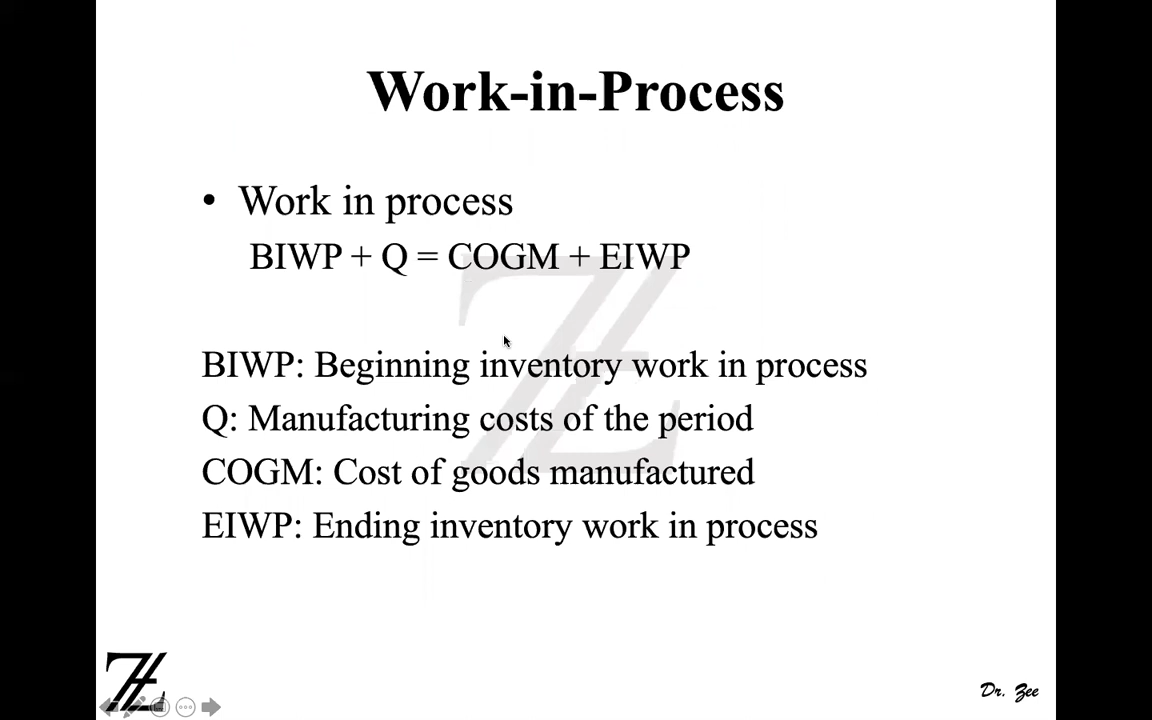 Work-in-Process
• Work in process
BIWP + Q = COGM + EIWP
BIWP: Beginning inventory work in process
Q: Manufacturing costs of the period
COGM: Cost of goods manufactured
EIWP: Ending inventory work in process
Dr. Zee